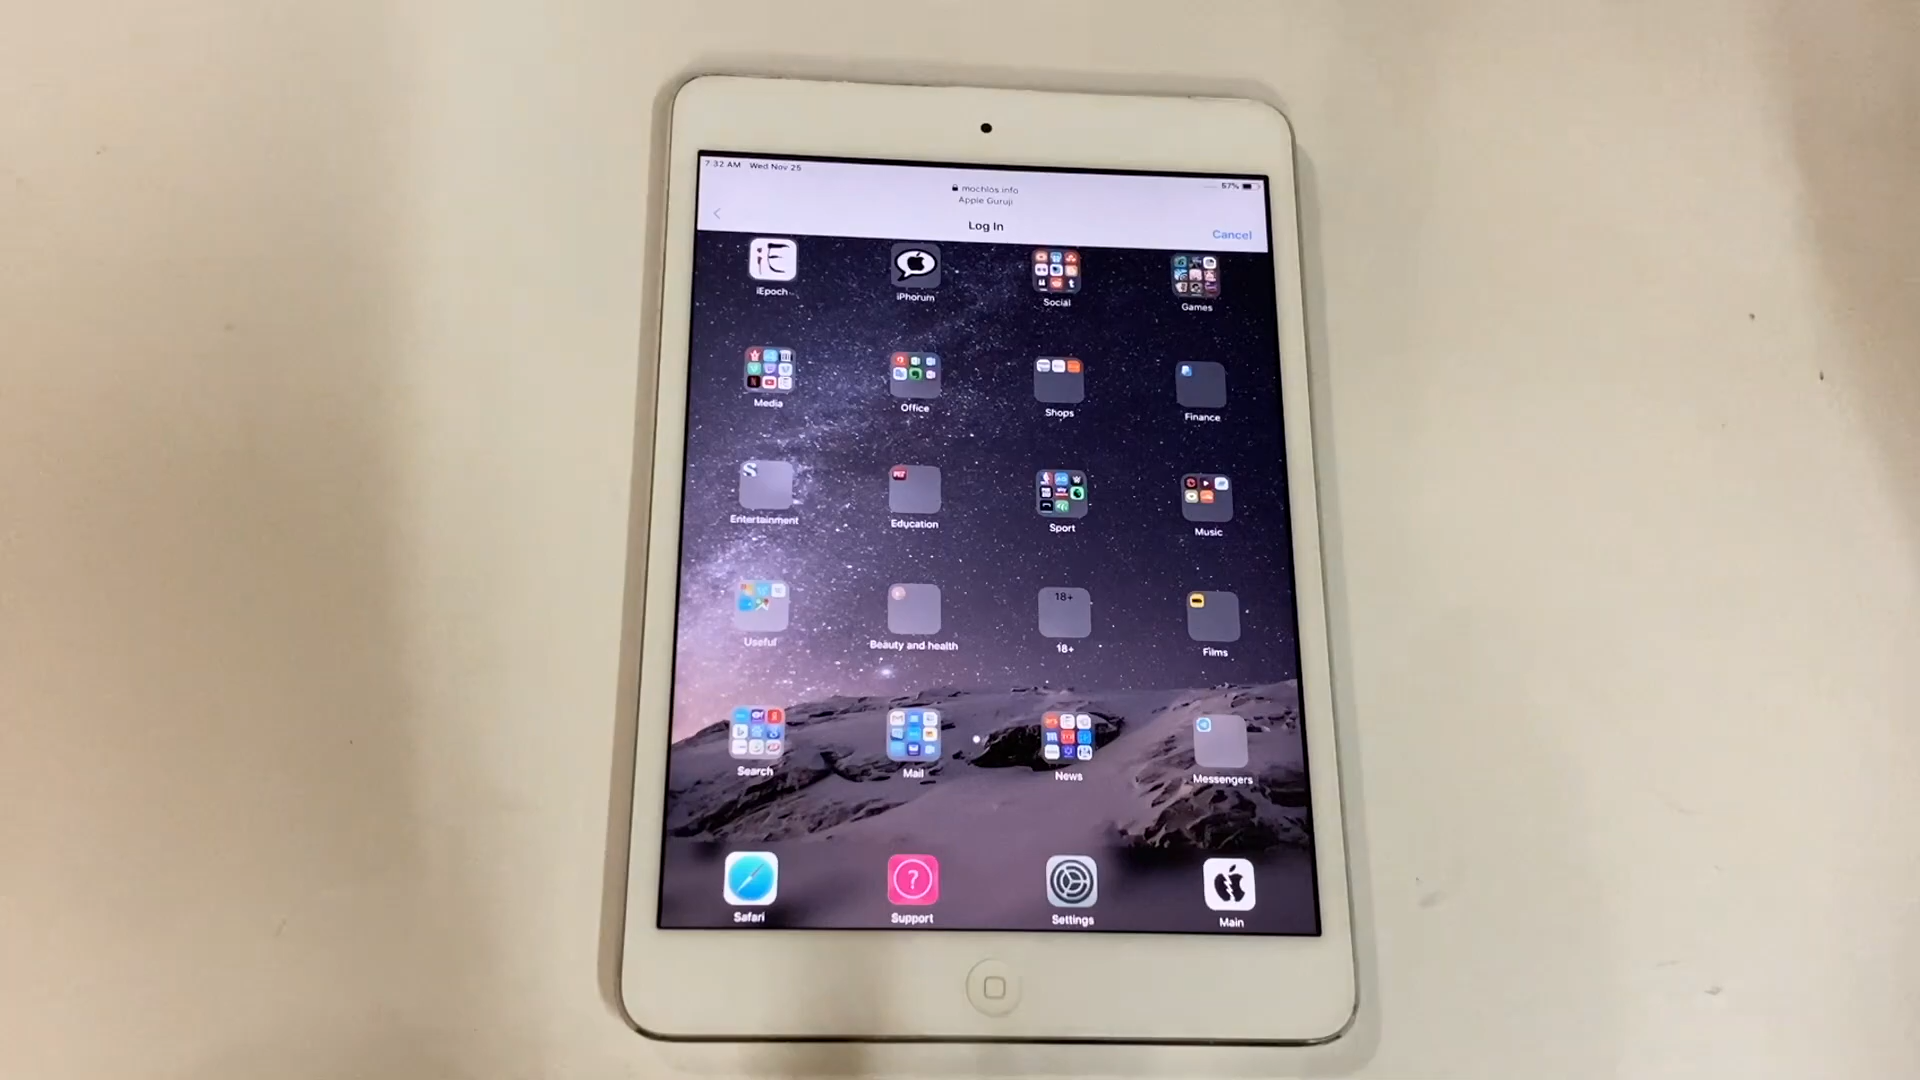 7:32 AM Wed Nov 25
57%
mochlos.info
Apple Guruji
Log In
Cancel
iEpoch
iPhorum
Social
Games
Media
Office
Shops
Finance
Entertainment
Education
Sport
Music
18+
Useful
Beauty and health
18+
Films
Search
Mail
News
Messengers
Safari
Support
Settings
Main